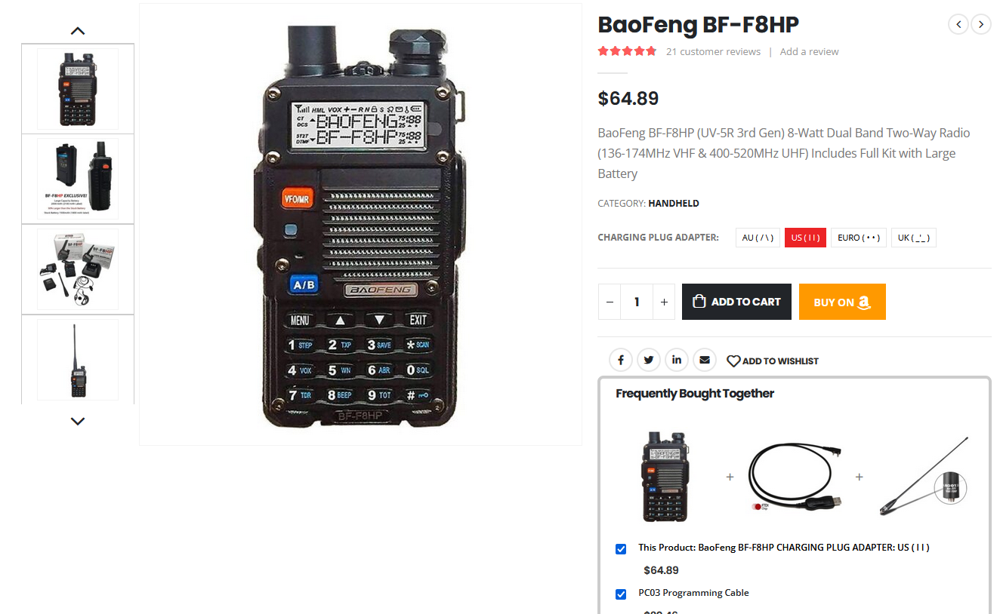 BaoFeng BF-F8HP
21 customer reviews | Add a review
$64.89
BaoFeng BF-F8HP (UV-5R 3rd Gen) 8-Watt Dual Band Two-Way Radio
(136-174MHz VHF & 400-520MHz UHF) Includes Full Kit with Large
Battery
CATEGORY: HANDHELD
CHARGING PLUG ADAPTER: AU ( / \ ) US ( I I ) EURO ( • • ) UK ( _'_ )
− 1 + ADD TO CART BUY ON a
ADD TO WISHLIST
Frequently Bought Together
+ +
This Product: BaoFeng BF-F8HP CHARGING PLUG ADAPTER: US ( I I )
$64.89
PC03 Programming Cable
HML VOX +− R N S
CT DCS BAOFENG 75 25
ST2T DTMF BF-F8HP 75 25
VFO/MR
A/B BAOFENG
MENU ▲ ▼ EXIT
1 STEP 2 TXP 3 SAVE * SCAN
4 VOX 5 WN 6 ABR 0 SQL
7 TDR 8 BEEP 9 TOT #
BF-F8HP
BF-F8HP EXCLUSIVE!